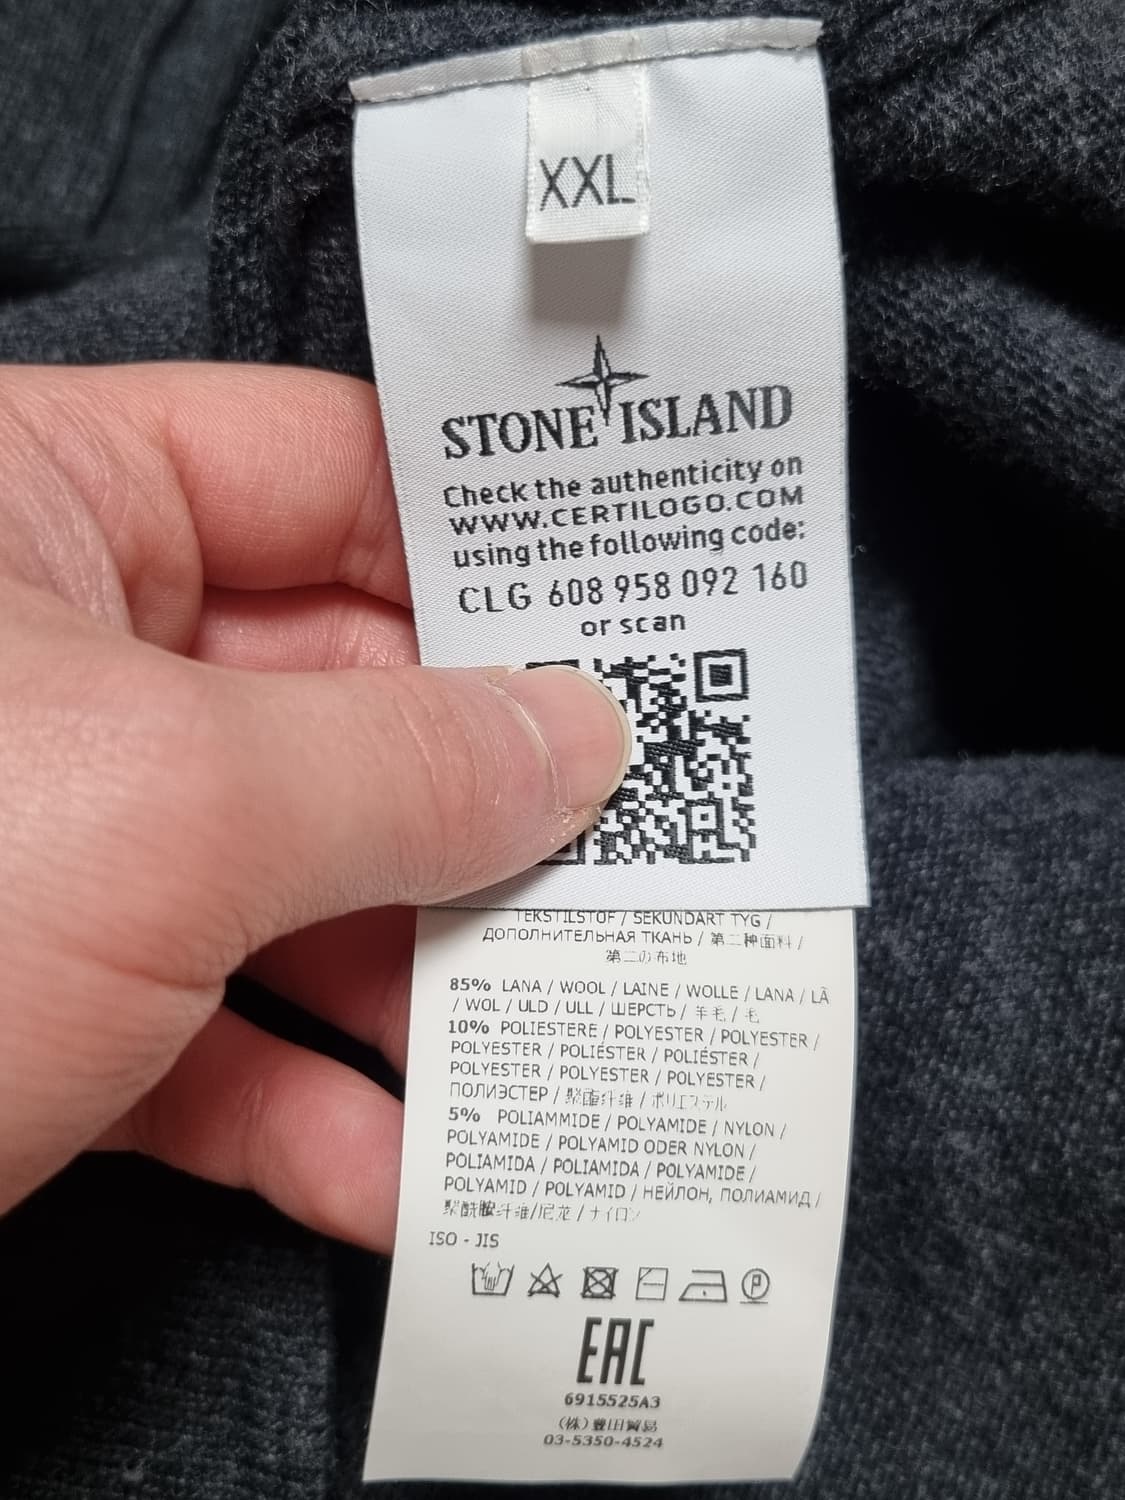 XXL
STONE ISLAND
Check the authenticity on
WWW.CERTILOGO.COM
using the following code:
CLG 608 958 092 160
or scan
TEKSTILSTOF / SEKUNDÆRT TYG /
ДОПОЛНИТЕЛЬНАЯ ТКАНЬ / 第二种面料 /
第二の布地
85% LANA / WOOL / LAINE / WOLLE / LANA / LÃ
/ WOL / ULD / ULL / ШЕРСТЬ / 羊毛 / 毛
10% POLIESTERE / POLYESTER / POLYESTER /
POLYESTER / POLIÉSTER / POLIÉSTER /
POLYESTER / POLYESTER / POLYESTER /
ПОЛИЭСТЕР / 聚酯纤维 / ポリエステル
5% POLIAMMIDE / POLYAMIDE / NYLON /
POLYAMIDE / POLYAMID ODER NYLON /
POLIAMIDA / POLIAMIDA / POLYAMIDE /
POLYAMID / POLYAMID / НЕЙЛОН, ПОЛИАМИД /
聚酰胺纤维/尼龙 / ナイロン
ISO - JIS
P
EAC
6915525A3
(株)豊田貿易
03-5350-4524